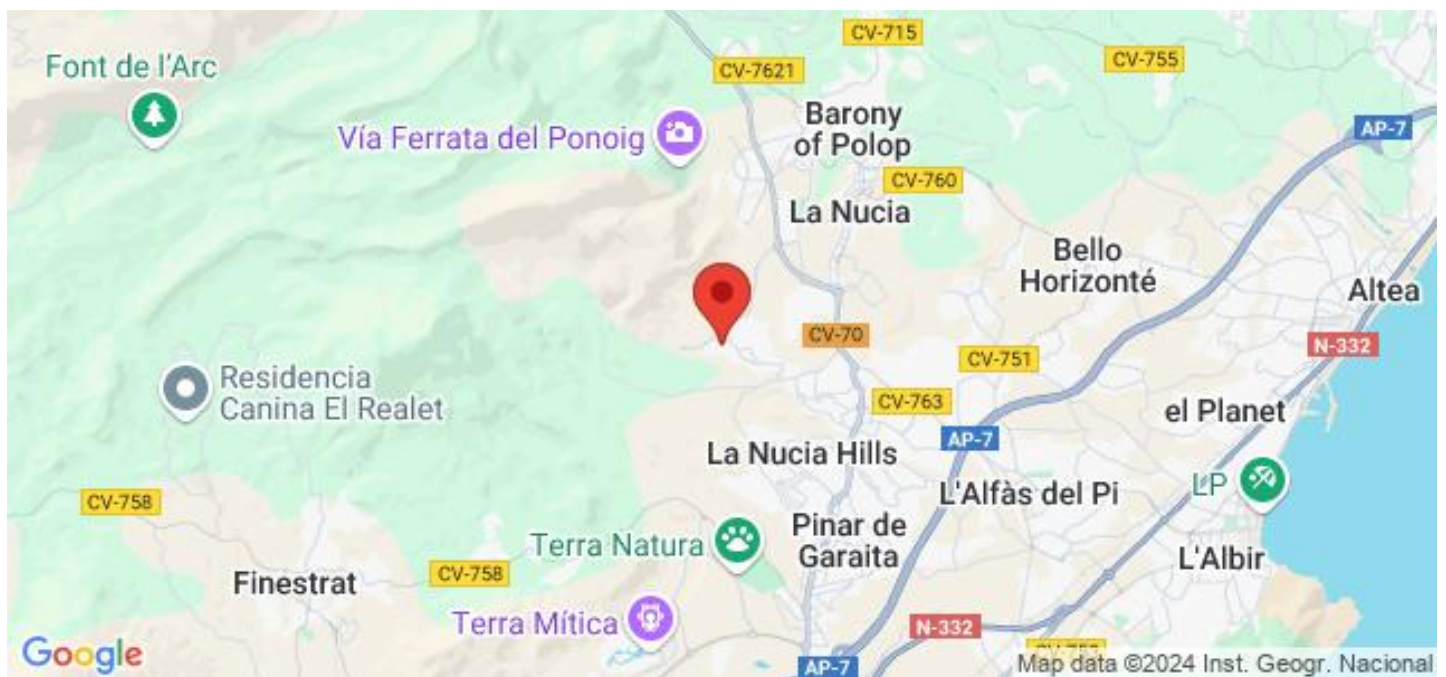 CV-715
CV-755
Font de l'Arc
CV-7621
Barony
of Polop
AP-7
Vía Ferrata del Ponoig
CV-760
La Nucia
Bello
Horizonté
Altea
CV-70
N-332
CV-751
Residencia
Canina El Realet
CV-763
el Planet
AP-7
La Nucia Hills
CV-758
L'Alfàs del Pi
LP
Terra Natura
Pinar de
Garaita
L'Albir
Finestrat
CV-758
Terra Mítica
N-332
Google
AP-7
Map data ©2024 Inst. Geogr. Nacional